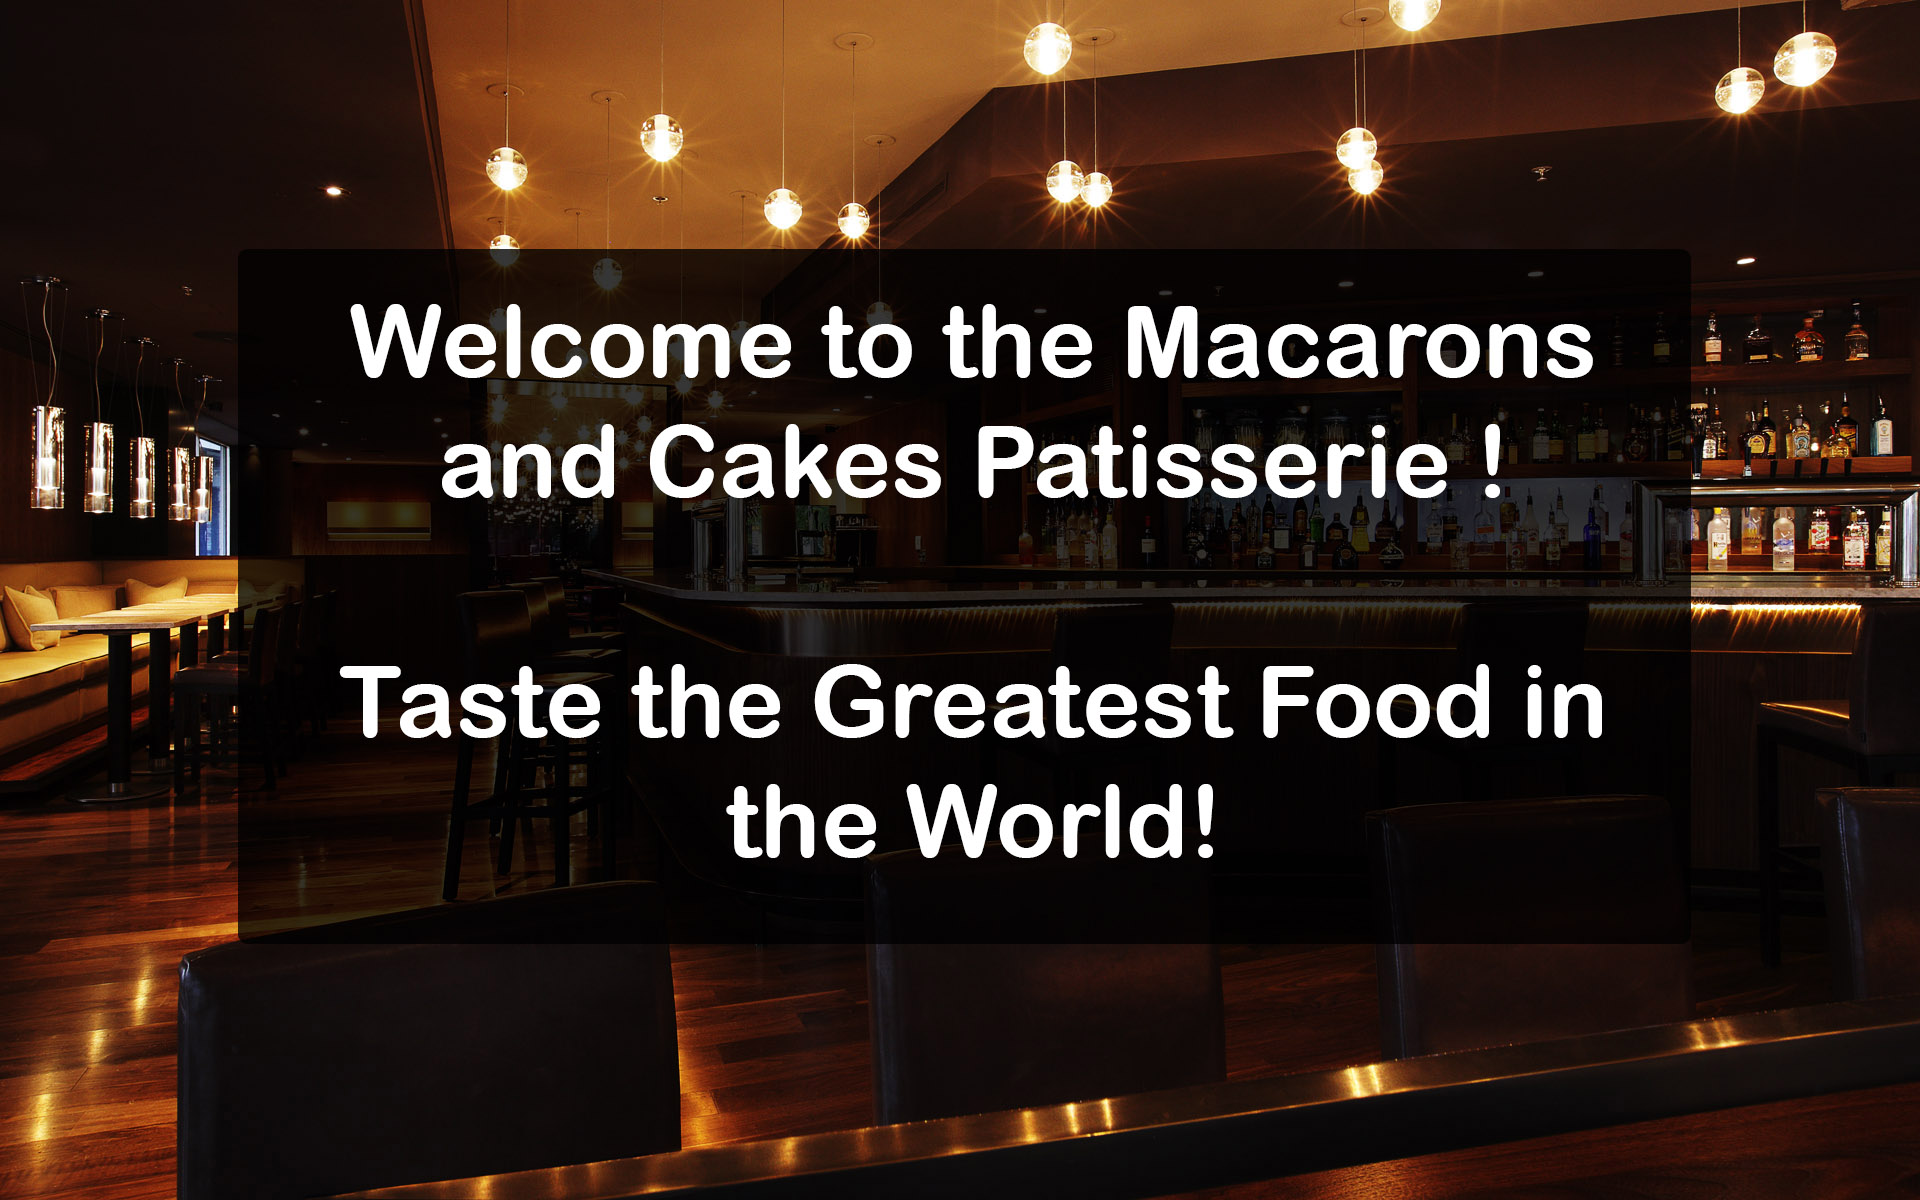 Welcome to the Macarons
and Cakes Patisserie !
Taste the Greatest Food in
the World!